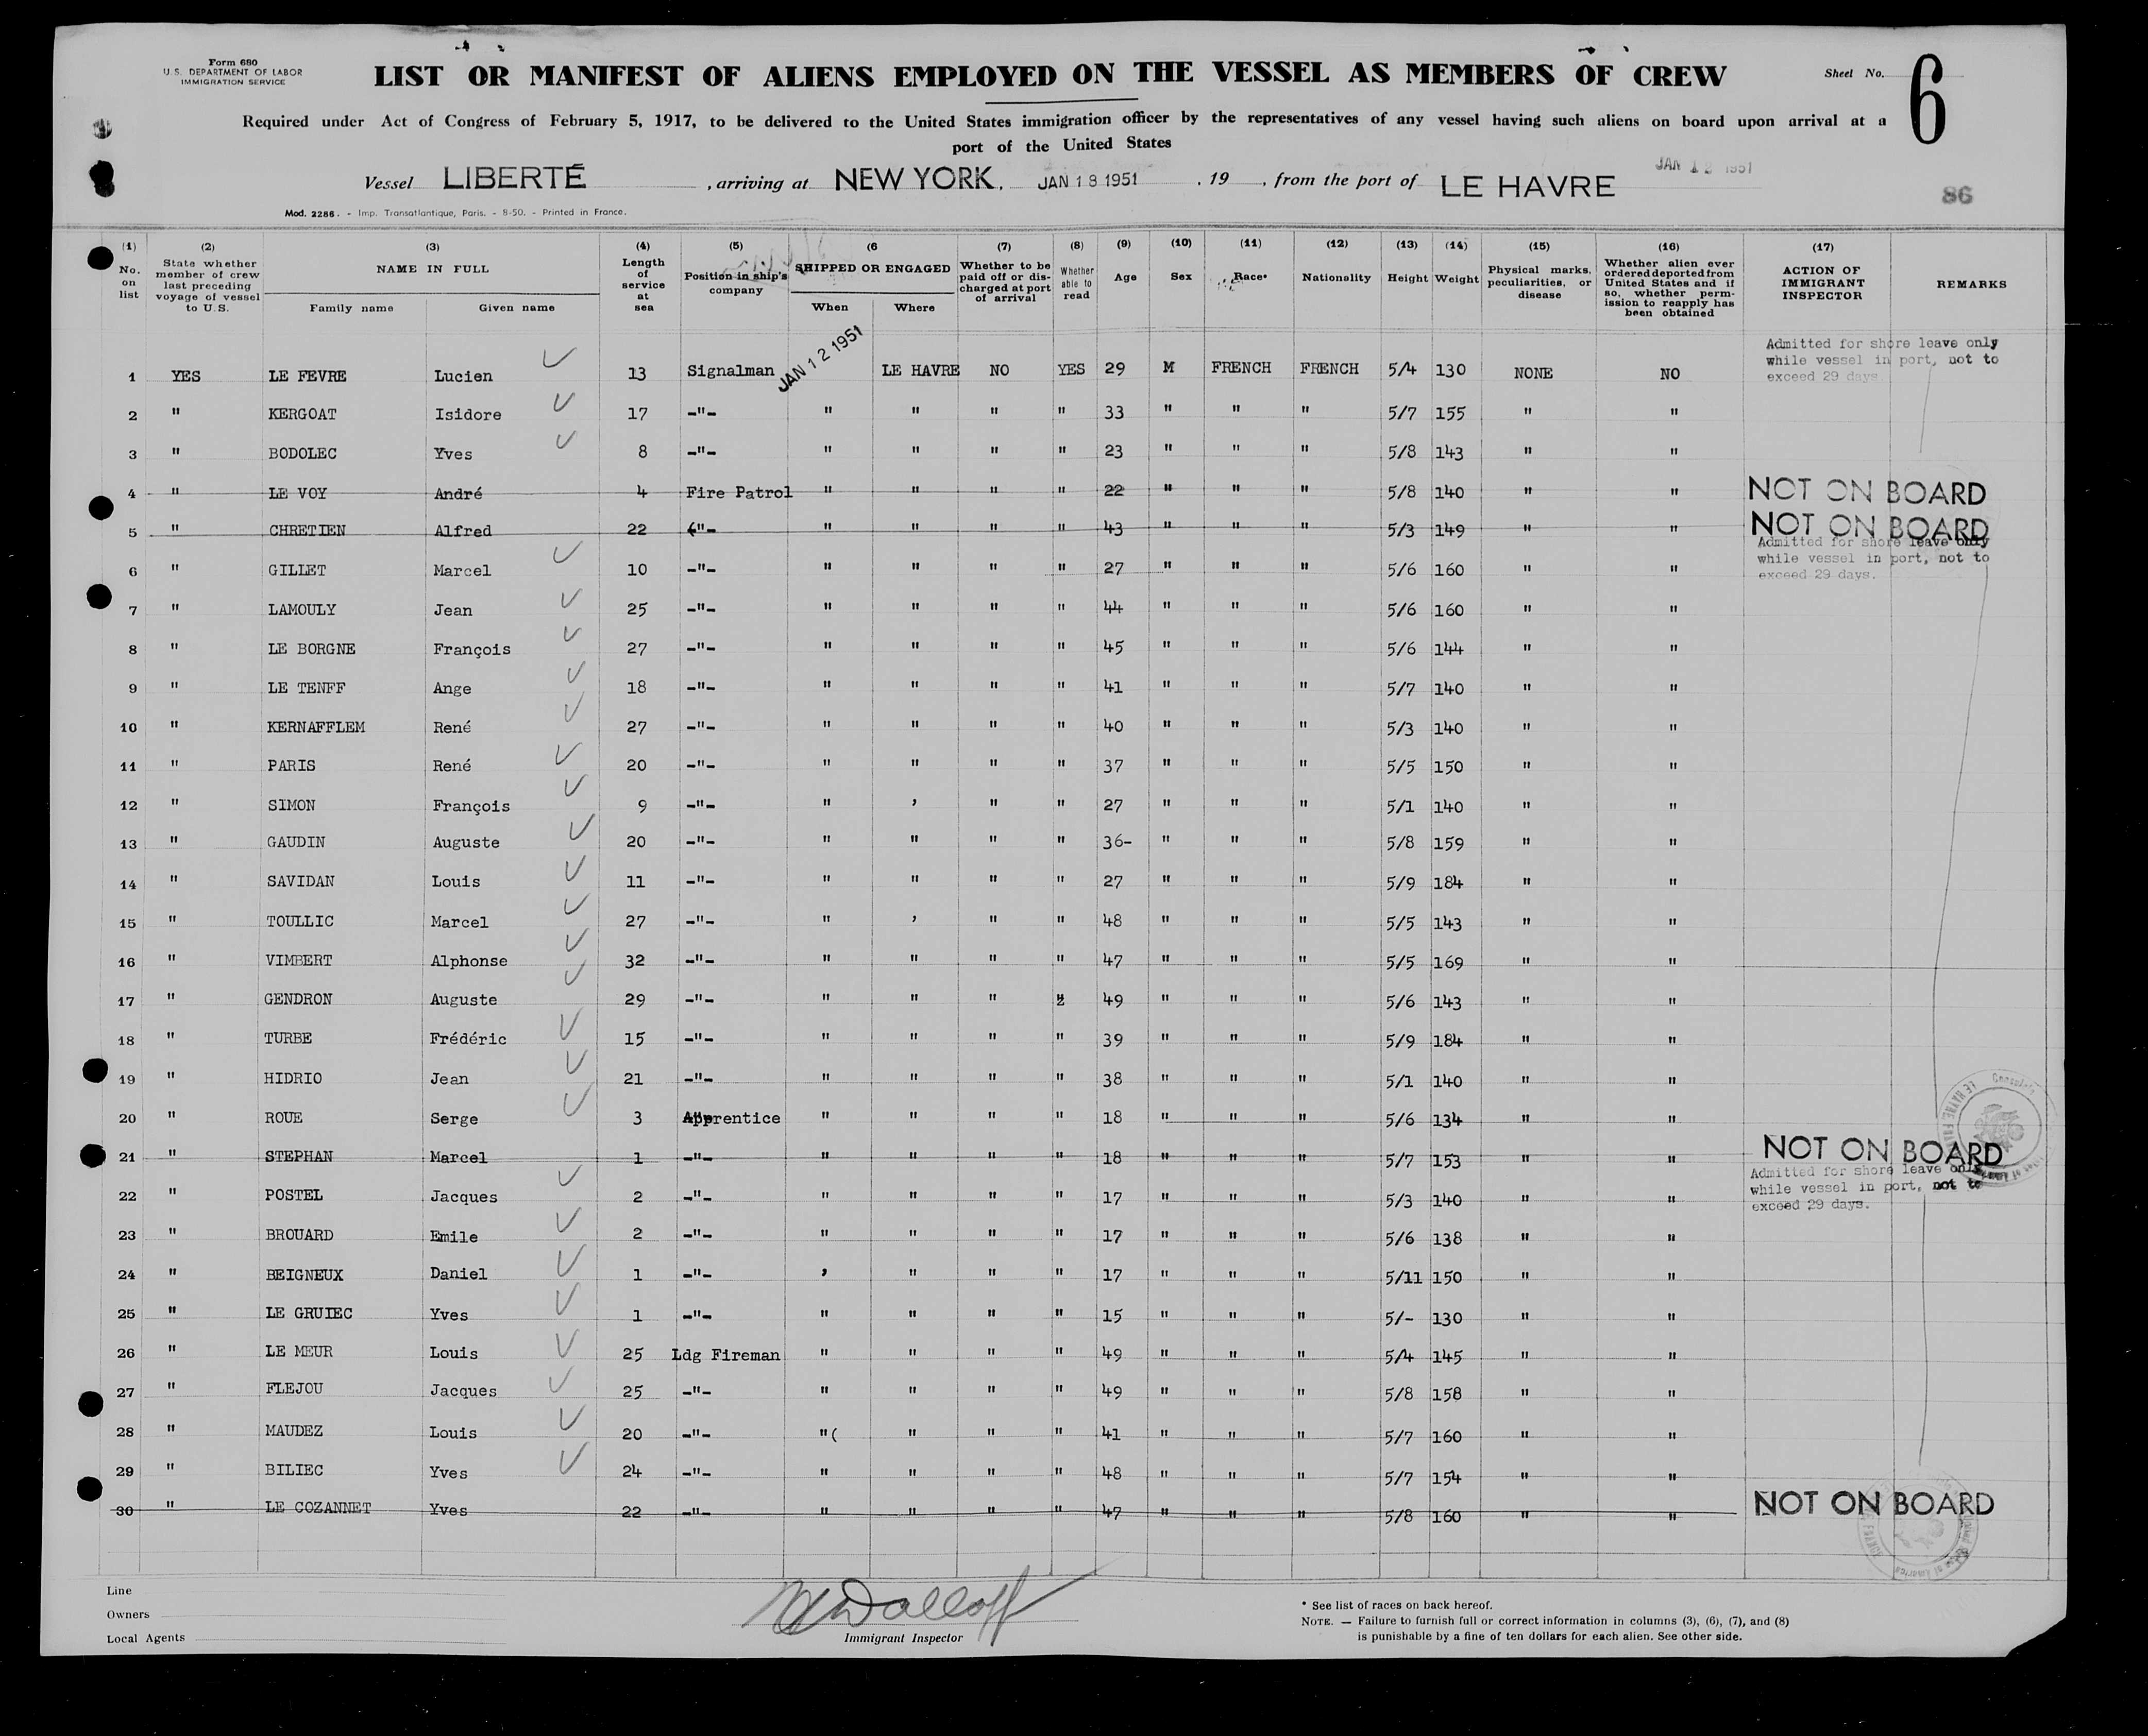 Form 680
U. S. DEPARTMENT OF LABOR
IMMIGRATION SERVICE
LIST OR MANIFEST OF ALIENS EMPLOYED ON THE VESSEL AS MEMBERS OF CREW
Sheet No. 6
Required under Act of Congress of February 5, 1917, to be delivered to the United States immigration officer by the representatives of any vessel having such aliens on board upon arrival at a
port of the United States
JAN 12 1951
Vessel LIBERTÉ , arriving at NEW YORK. JAN 18 1951 , 19 , from the port of LE HAVRE
86
Mod. 2286. - Imp. Transatlantique, Paris. - 8-50. - Printed in France.
(1) No. on list
(2) State whether member of crew last preceding voyage of vessel to U.S.
(3) NAME IN FULL
Family name Given name
(4) Length of service at sea
(5) Position in ship's company
(6 SHIPPED OR ENGAGED
When Where
(7) Whether to be paid off or discharged at port of arrival
(8) Whether able to read
(9) Age
(10) Sex
(11) Race*
(12) Nationality
(13) Height
(14) Weight
(15) Physical marks, peculiarities, or disease
(16) Whether alien ever ordered deported from United States and if so, whether permission to reapply has been obtained
(17) ACTION OF IMMIGRANT INSPECTOR
REMARKS
1 YES LE FEVRE Lucien 13 Signalman JAN 12 1951 LE HAVRE NO YES 29 M FRENCH FRENCH 5/4 130 NONE NO Admitted for shore leave only while vessel in port, not to exceed 29 days.
2 " KERGOAT Isidore 17 -"- " " " " 33 " " " 5/7 155 " "
3 " BODOLEC Yves 8 -"- " " " " 23 " " " 5/8 143 " "
4 " LE VOY André 4 Fire Patrol " " " " 22 " " " 5/8 140 " " NOT ON BOARD
5 " CHRETIEN Alfred 22 ("- " " " " 43 " " " 5/3 149 " " NOT ON BOARD
6 " GILLET Marcel 10 -"- " " " " 27 " " " 5/6 160 " " Admitted for shore leave only while vessel in port, not to exceed 29 days.
7 " LAMOULY Jean 25 -"- " " " " 44 " " " 5/6 160 " "
8 " LE BORGNE François 27 -"- " " " " 45 " " " 5/6 144 " "
9 " LE TENFF Ange 18 -"- " " " " 41 " " " 5/7 140 " "
10 " KERNAFFLEM René 27 -"- " " " " 40 " " " 5/3 140 " "
11 " PARIS René 20 -"- " " " " 37 " " " 5/5 150 " "
12 " SIMON François 9 -"- " ' " " 27 " " " 5/1 140 " "
13 " GAUDIN Auguste 20 -"- " " " " 36- " " " 5/8 159 " "
14 " SAVIDAN Louis 11 -"- " " " " 27 " " " 5/9 184 " "
15 " TOULLIC Marcel 27 -"- " ' " " 48 " " " 5/5 143 " "
16 " VIMBERT Alphonse 32 -"- " " " " 47 " " " 5/5 169 " "
17 " GENDRON Auguste 29 -"- " " " " 49 " " " 5/6 143 " "
18 " TURBE Frédéric 15 -"- " " " " 39 " " " 5/9 184 " "
19 " HIDRIO Jean 21 -"- " " " " 38 " " " 5/1 140 " "
20 " ROUE Serge 3 Apprentice " " " " 18 " " " 5/6 134 " "
21 " STEPHAN Marcel 1 -"- " " " " 18 " " " 5/7 153 " " NOT ON BOARD
22 " POSTEL Jacques 2 -"- " " " " 17 " " " 5/3 140 " " Admitted for shore leave only while vessel in port, not to exceed 29 days.
23 " BROUARD Emile 2 -"- " " " " 17 " " " 5/6 138 " "
24 " BEIGNEUX Daniel 1 -"- ' " " " 17 " " " 5/11 150 " "
25 " LE GRUIEC Yves 1 -"- " " " " 15 " " " 5/- 130 " "
26 " LE MEUR Louis 25 Ldg Fireman " " " " 49 " " " 5/4 145 " "
27 " FLEJOU Jacques 25 -"- " " " " 49 " " " 5/8 158 " "
28 " MAUDEZ Louis 20 -"- "( " " " 41 " " " 5/7 160 " "
29 " BILIEC Yves 24 -"- " " " " 48 " " " 5/7 154 " "
30 " LE COZANNET Yves 22 -"- " " " " 47 " " " 5/8 160 " " NOT ON BOARD
Line
Owners
Local Agents
Immigrant Inspector
* See list of races on back hereof.
NOTE. — Failure to furnish full or correct information in columns (3), (6), (7), and (8)
is punishable by a fine of ten dollars for each alien. See other side.